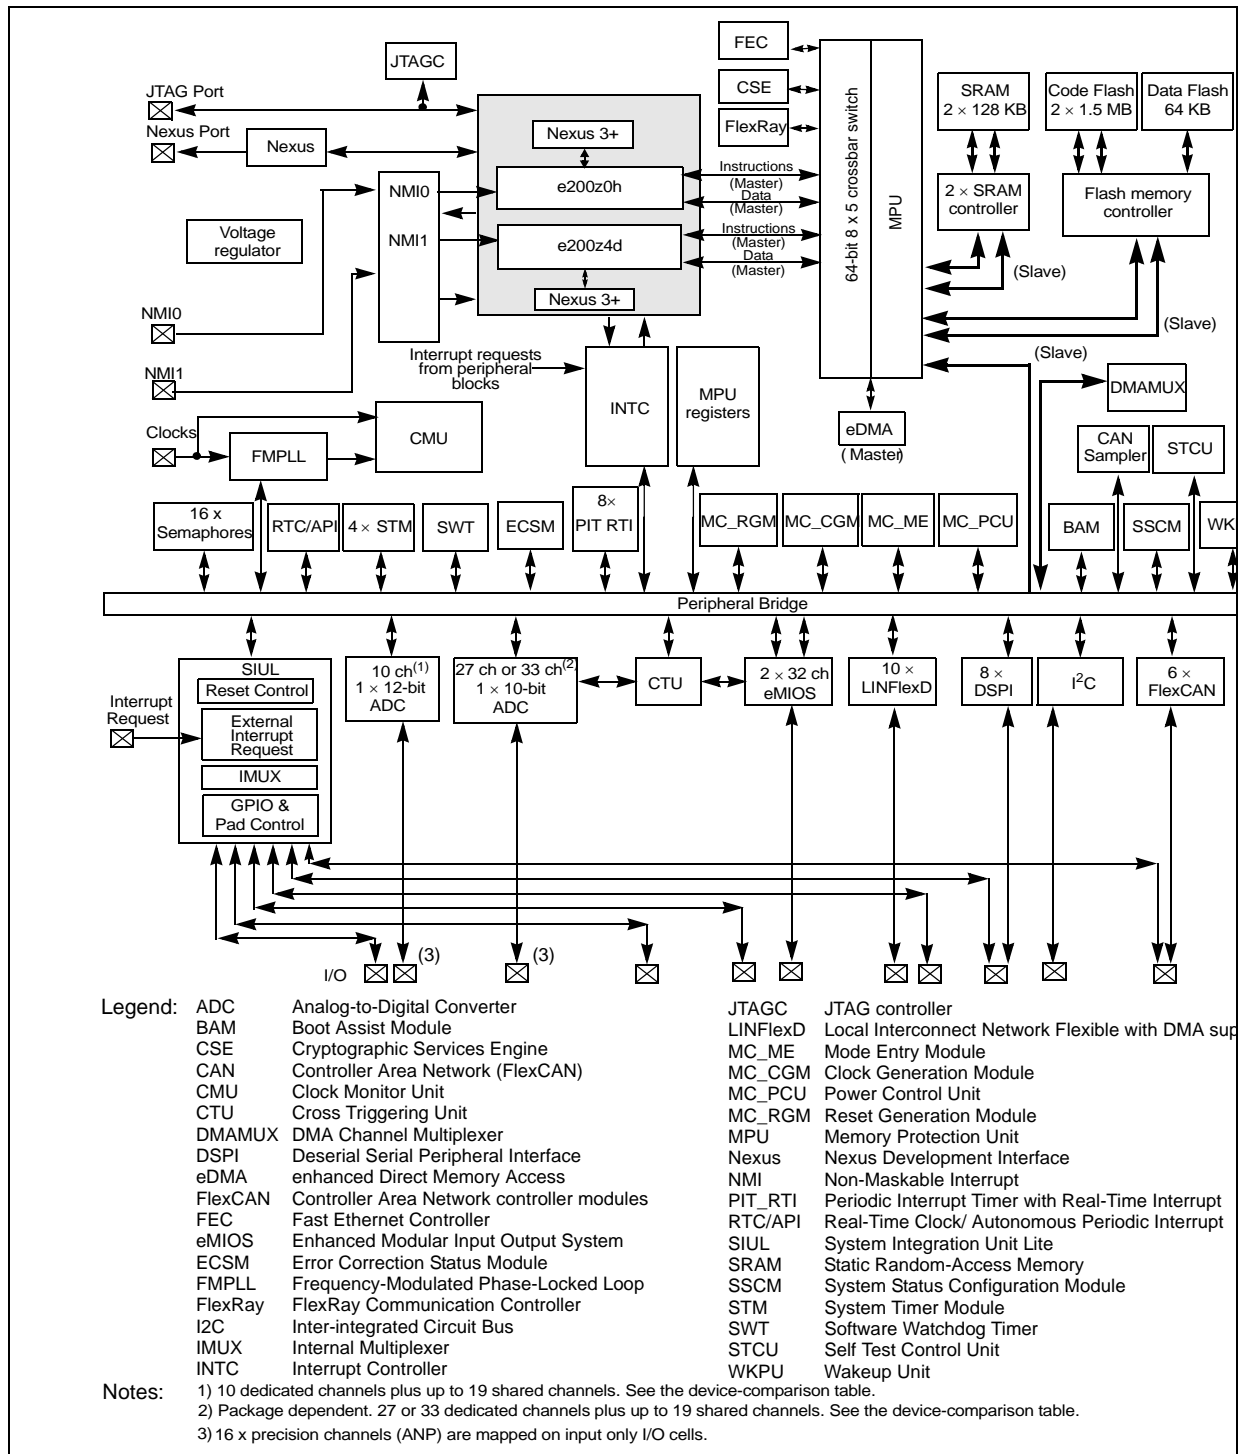 FEC
JTAGC
CSE
JTAG Port
SRAM
2 × 128 KB
Code Flash
2 × 1.5 MB
Data Flash
64 KB
Nexus Port
Nexus
Nexus 3+
FlexRay
64-bit 8 x 5 crossbar switch
MPU
Instructions
(Master)
Data
(Master)
Instructions
(Master)
Data
(Master)
NMI0
NMI1
e200z0h
e200z4d
Nexus 3+
2 × SRAM
controller
Flash memory
controller
Voltage
regulator
(Slave)
(Slave)
(Slave)
NMI0
NMI1
Interrupt requests
from peripheral
blocks
INTC
MPU
registers
DMAMUX
eDMA
(Master)
Clocks
FMPLL
CMU
CAN
Sampler
STCU
16 x
Semaphores
RTC/API
4 × STM
SWT
ECSM
8×
PIT RTI
MC_RGM
MC_CGM
MC_ME
MC_PCU
BAM
SSCM
WK
Peripheral Bridge
SIUL
Reset Control
External
Interrupt
Request
IMUX
GPIO &
Pad Control
Interrupt
Request
10 ch(1)
1 × 12-bit
ADC
27 ch or 33 ch(2)
1 × 10-bit
ADC
CTU
2 × 32 ch
eMIOS
10 ×
LINFlexD
8 ×
DSPI
I2C
6 ×
FlexCAN
I/O
(3)
(3)
Legend:
ADC Analog-to-Digital Converter
BAM Boot Assist Module
CSE Cryptographic Services Engine
CAN Controller Area Network (FlexCAN)
CMU Clock Monitor Unit
CTU Cross Triggering Unit
DMAMUX DMA Channel Multiplexer
DSPI Deserial Serial Peripheral Interface
eDMA enhanced Direct Memory Access
FlexCAN Controller Area Network controller modules
FEC Fast Ethernet Controller
eMIOS Enhanced Modular Input Output System
ECSM Error Correction Status Module
FMPLL Frequency-Modulated Phase-Locked Loop
FlexRay FlexRay Communication Controller
I2C Inter-integrated Circuit Bus
IMUX Internal Multiplexer
INTC Interrupt Controller
JTAGC JTAG controller
LINFlexD Local Interconnect Network Flexible with DMA sup
MC_ME Mode Entry Module
MC_CGM Clock Generation Module
MC_PCU Power Control Unit
MC_RGM Reset Generation Module
MPU Memory Protection Unit
Nexus Nexus Development Interface
NMI Non-Maskable Interrupt
PIT_RTI Periodic Interrupt Timer with Real-Time Interrupt
RTC/API Real-Time Clock/ Autonomous Periodic Interrupt
SIUL System Integration Unit Lite
SRAM Static Random-Access Memory
SSCM System Status Configuration Module
STM System Timer Module
SWT Software Watchdog Timer
STCU Self Test Control Unit
WKPU Wakeup Unit
Notes:
1) 10 dedicated channels plus up to 19 shared channels. See the device-comparison table.
2) Package dependent. 27 or 33 dedicated channels plus up to 19 shared channels. See the device-comparison table.
3) 16 x precision channels (ANP) are mapped on input only I/O cells.